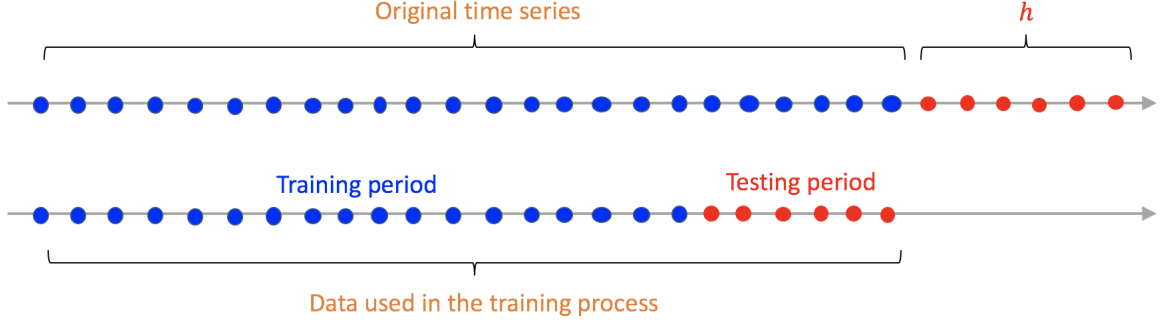 Original time series
h
Training period
Testing period
Data used in the training process